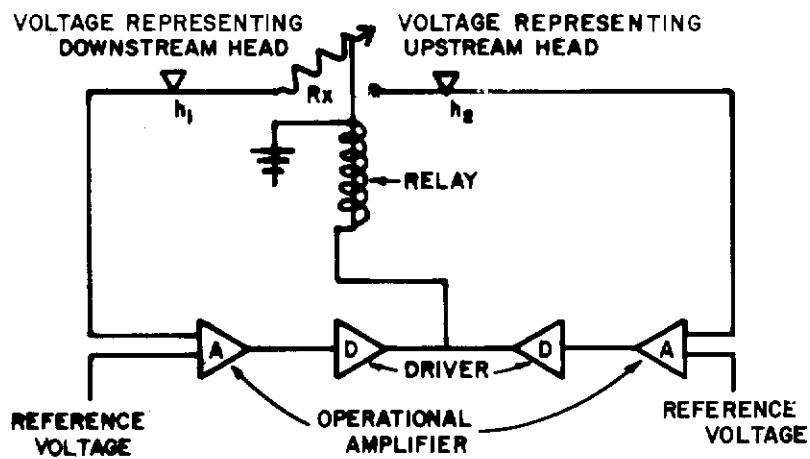 VOLTAGE REPRESENTING
DOWNSTREAM HEAD
VOLTAGE REPRESENTING
UPSTREAM HEAD
Rx
h₁
h₂
RELAY
A
D
D
A
DRIVER
REFERENCE
VOLTAGE
OPERATIONAL
AMPLIFIER
REFERENCE
VOLTAGE